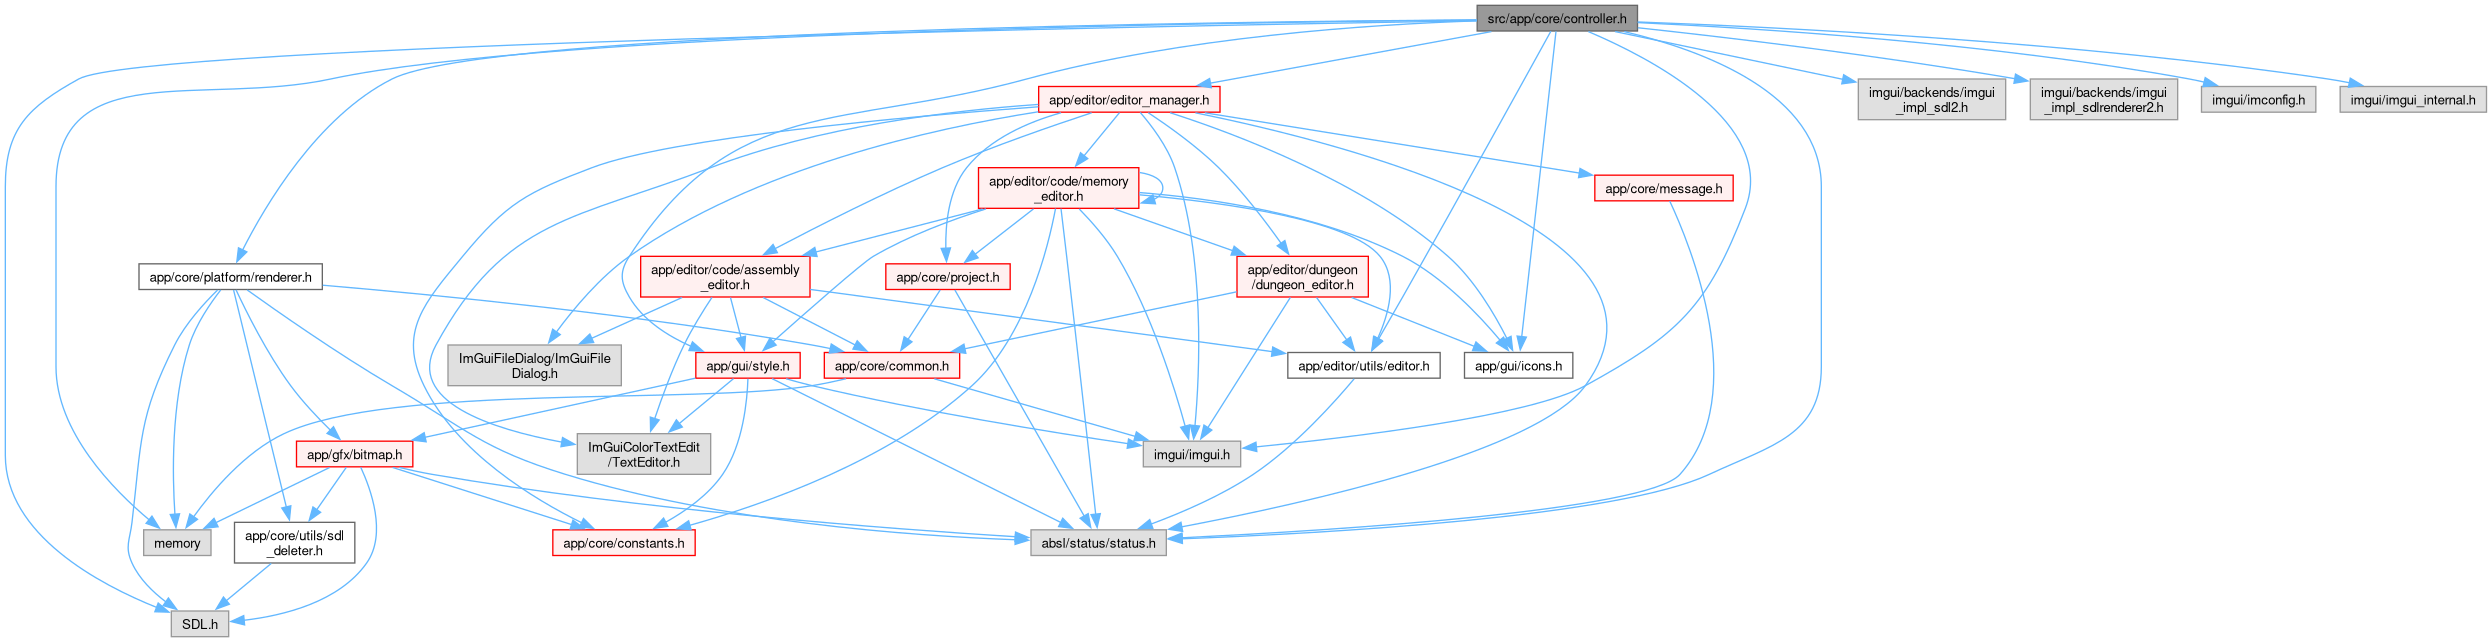 src/app/core/controller.h
app/editor/editor_manager.h
imgui/backends/imgui
_impl_sdl2.h
imgui/backends/imgui
_impl_sdlrenderer2.h
imgui/imconfig.h
imgui/imgui_internal.h
app/editor/code/memory
_editor.h
app/core/message.h
app/core/platform/renderer.h
app/editor/code/assembly
_editor.h
app/core/project.h
app/editor/dungeon
/dungeon_editor.h
ImGuiFileDialog/ImGuiFile
Dialog.h
app/gui/style.h
app/core/common.h
app/editor/utils/editor.h
app/gui/icons.h
app/gfx/bitmap.h
ImGuiColorTextEdit
/TextEditor.h
imgui/imgui.h
memory
app/core/utils/sdl
_deleter.h
app/core/constants.h
absl/status/status.h
SDL.h